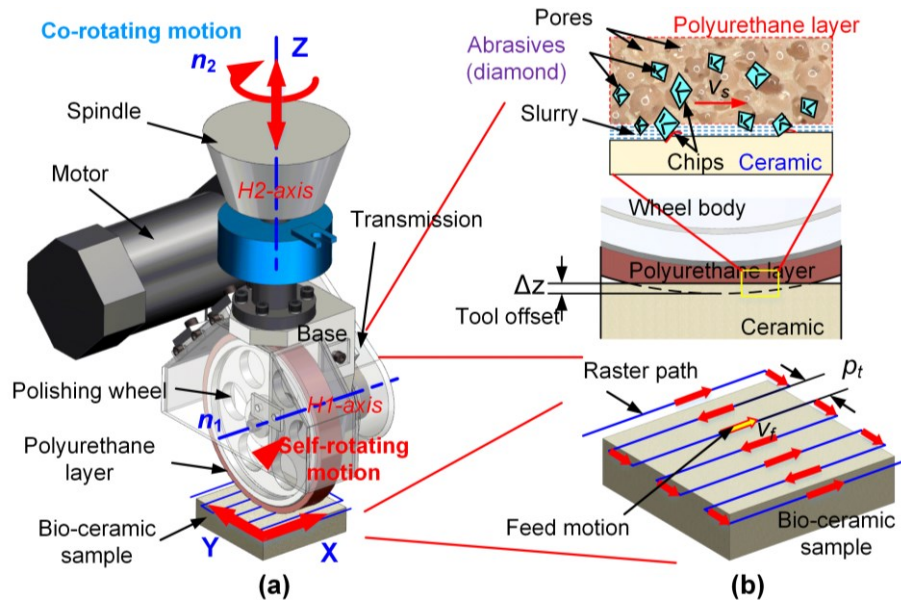 Co-rotating motion
n2
Z
Spindle
H2-axis
Motor
Transmission
Base
Polishing wheel
n1
H1-axis
Self-rotating
motion
Polyurethane
layer
Bio-ceramic
sample
Y
X
(a)
Pores
Polyurethane layer
Abrasives
(diamond)
Vs
Slurry
Chips
Ceramic
Wheel body
Polyurethane layer
Δz
Tool offset
Ceramic
Raster path
pt
vf
Feed motion
Bio-ceramic
sample
(b)